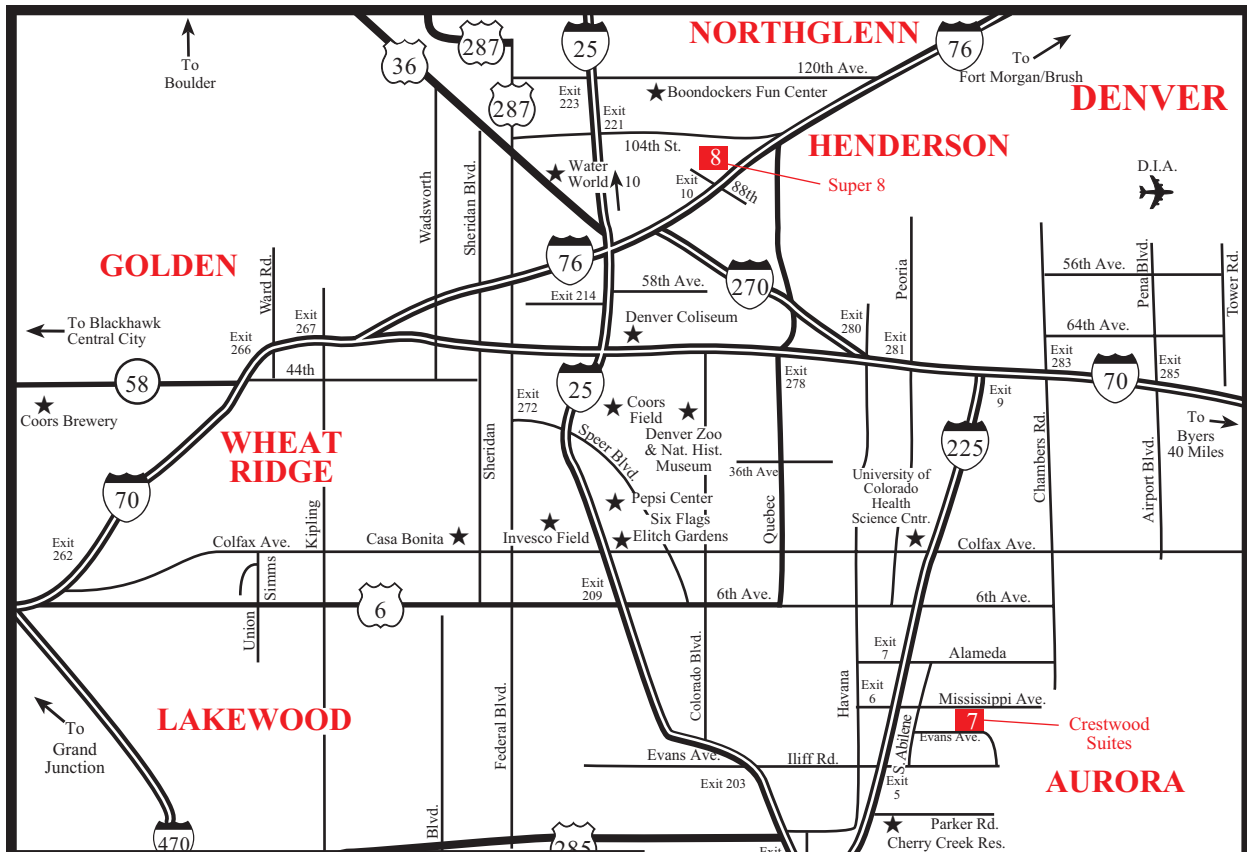 NORTHGLENN
To
Boulder
36
287
25
287
Exit
223
Exit
221
120th Ave.
Boondockers Fun Center
76
To
Fort Morgan/Brush
DENVER
HENDERSON
104th St.
8
Super 8
Exit
10
88th
Water
World
10
D.I.A.
Wadsworth
Sheridan Blvd.
GOLDEN
Ward Rd.
76
270
Peoria
56th Ave.
Pena Blvd.
Tower Rd.
Exit 214
58th Ave.
To Blackhawk
Central City
Exit
266
Exit
267
Denver Coliseum
Exit
280
Exit
281
64th Ave.
Exit
283
Exit
285
70
58
44th
Exit
272
25
Exit
278
Exit
9
Coors Brewery
Coors
Field
Denver Zoo
& Nat. Hist.
Museum
To
Byers
40 Miles
WHEAT
RIDGE
Sheridan
Speer Blvd.
36th Ave
225
Chambers Rd.
Airport Blvd.
70
Kipling
Pepsi Center
Quebec
University of
Colorado
Health
Science Cntr.
Exit
262
Colfax Ave.
Casa Bonita
Invesco Field
Six Flags
Elitch Gardens
Colfax Ave.
Simms
Union
6
Exit
209
6th Ave.
6th Ave.
Exit
7
Alameda
Colorado Blvd.
Havana
Exit
6
Mississippi Ave.
LAKEWOOD
Federal Blvd.
S. Abilene
7
Evans Ave.
Crestwood
Suites
To
Grand
Junction
Evans Ave.
Iliff Rd.
Exit 203
Exit
5
AURORA
470
Blvd.
285
Parker Rd.
Cherry Creek Res.
Exit